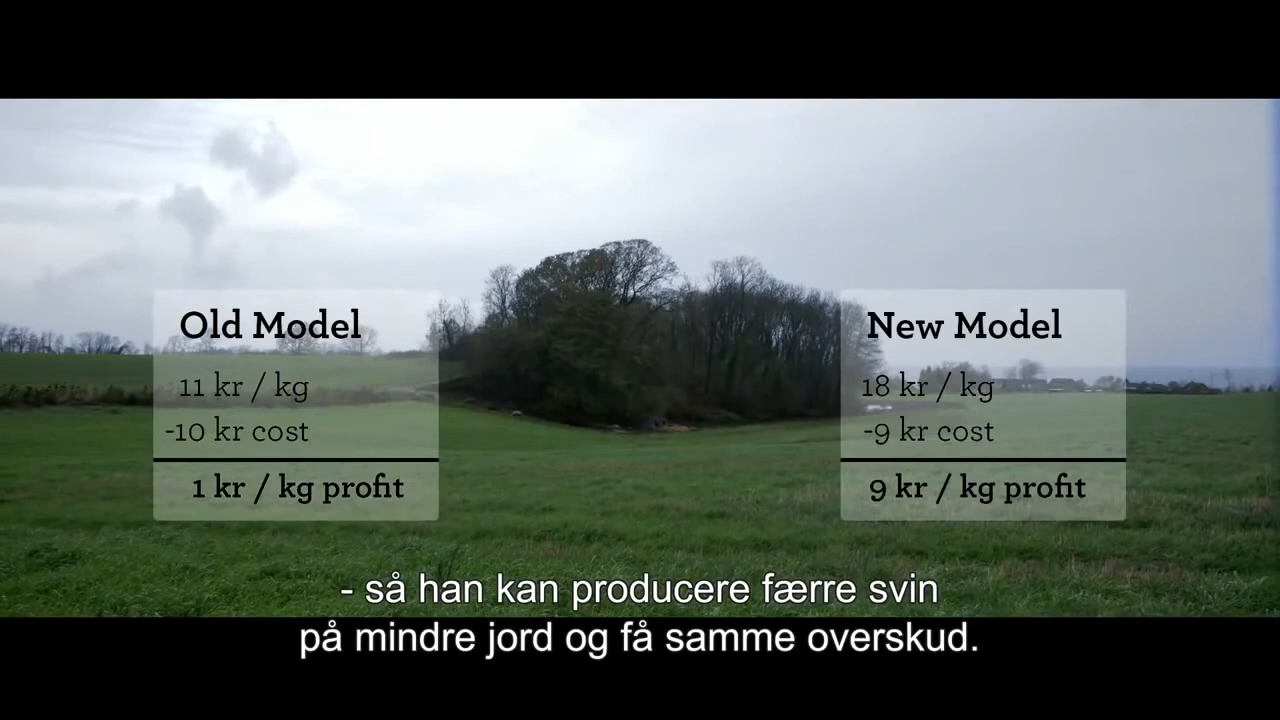 Old Model
11 kr / kg
-10 kr cost
1 kr / kg profit
New Model
18 kr / kg
-9 kr cost
9 kr / kg profit
- så han kan producere færre svin
på mindre jord og få samme overskud.